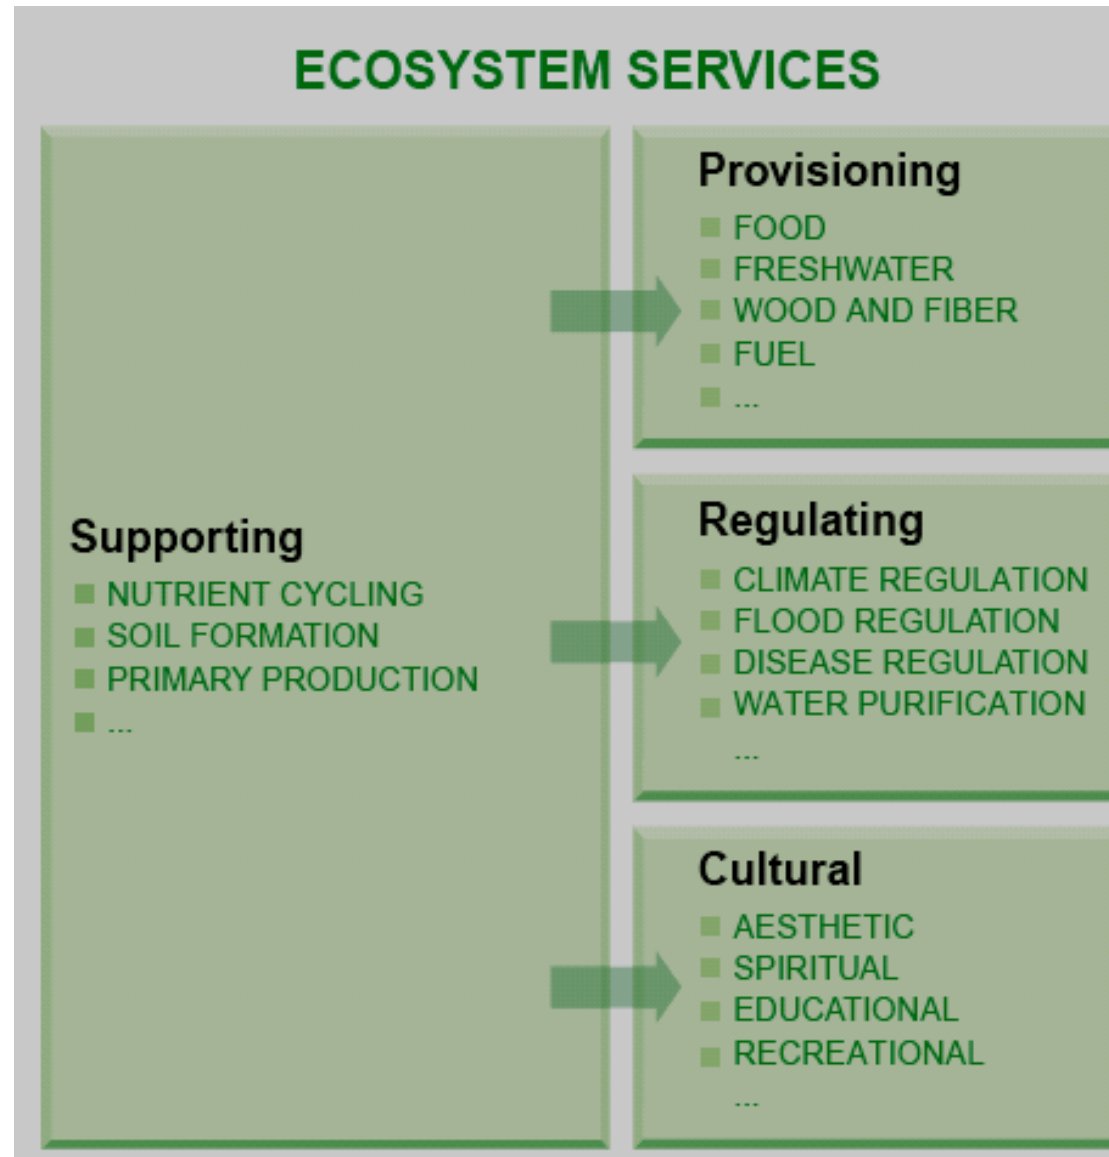 ECOSYSTEM SERVICES
Supporting
NUTRIENT CYCLING
SOIL FORMATION
PRIMARY PRODUCTION
...
Provisioning
FOOD
FRESHWATER
WOOD AND FIBER
FUEL
...
Regulating
CLIMATE REGULATION
FLOOD REGULATION
DISEASE REGULATION
WATER PURIFICATION
...
Cultural
AESTHETIC
SPIRITUAL
EDUCATIONAL
RECREATIONAL
...